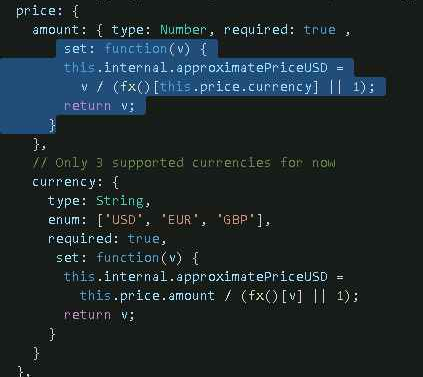 price: {
amount: { type: Number, required: true ,
set: function(v) {
this.internal.approximatePriceUSD =
v / (fx()[this.price.currency] || 1);
return v;
}
},
// Only 3 supported currencies for now
currency: {
type: String,
enum: ['USD', 'EUR', 'GBP'],
required: true,
set: function(v) {
this.internal.approximatePriceUSD =
this.price.amount / (fx()[v] || 1);
return v;
}
}
},